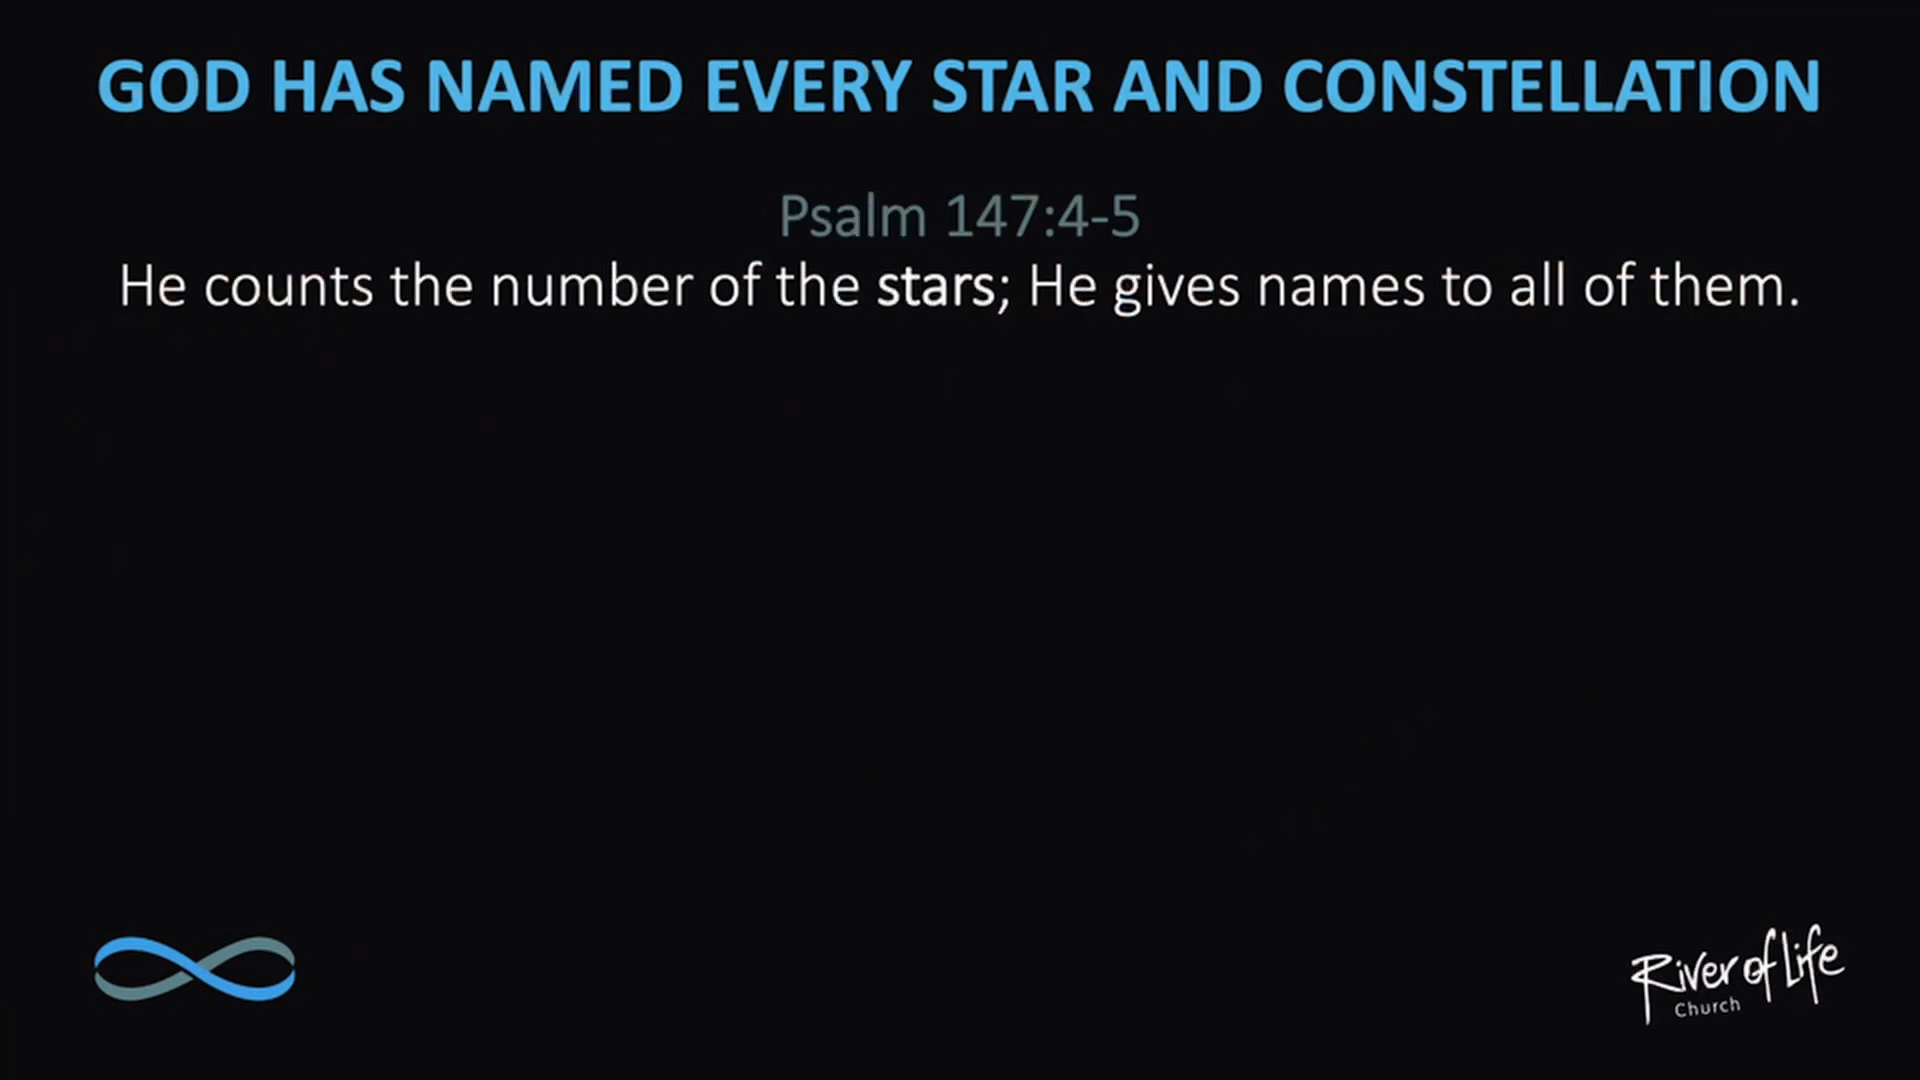 GOD HAS NAMED EVERY STAR AND CONSTELLATION
Psalm 147:4-5
He counts the number of the stars; He gives names to all of them.
River of Life
Church